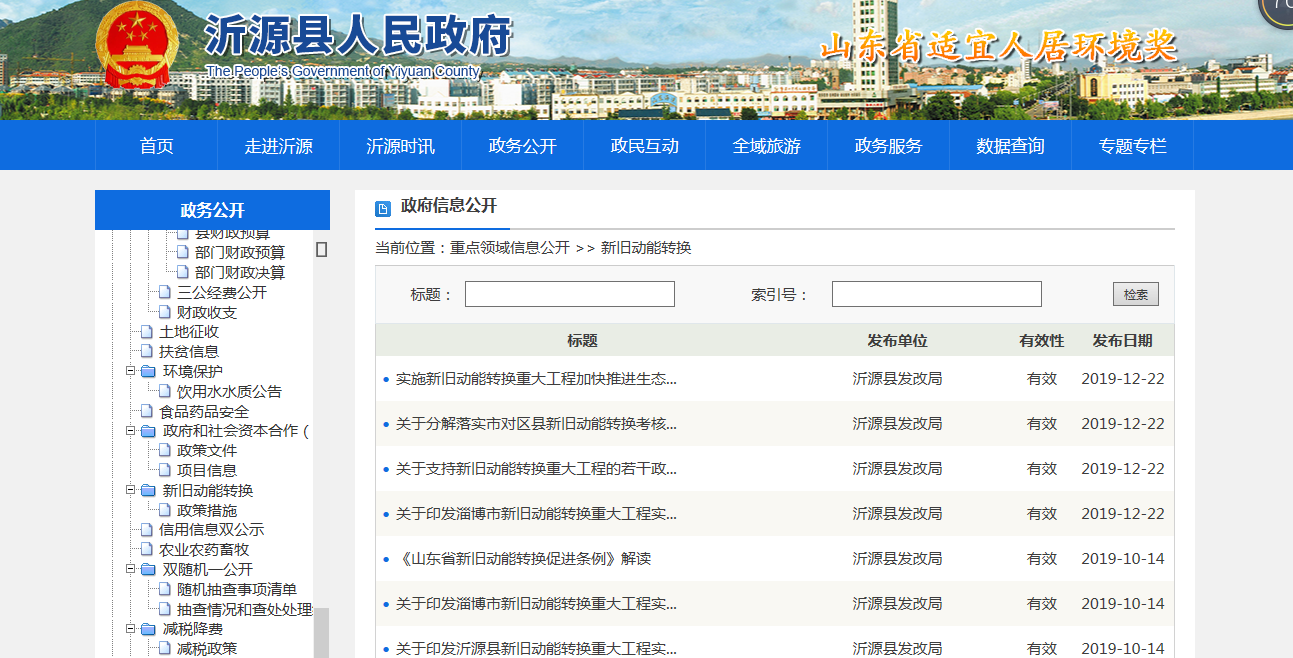 沂源县人民政府
The People's Government of Yiyuan County
山东省适宜人居环境奖
首页 走进沂源 沂源时讯 政务公开 政民互动 全域旅游 政务服务 数据查询 专题专栏
政务公开
县财政预算
部门财政预算
部门财政决算
三公经费公开
财政收支
土地征收
扶贫信息
环境保护
饮用水水质公告
食品药品安全
政府和社会资本合作（
政策文件
项目信息
新旧动能转换
政策措施
信用信息双公示
农业农药畜牧
双随机一公开
随机抽查事项清单
抽查情况和查处处理
减税降费
减税政策
政府信息公开
当前位置：重点领域信息公开 >> 新旧动能转换
标题： 索引号： 检索
标题 发布单位 有效性 发布日期
实施新旧动能转换重大工程加快推进生态... 沂源县发改局 有效 2019-12-22
关于分解落实市对区县新旧动能转换考核... 沂源县发改局 有效 2019-12-22
关于支持新旧动能转换重大工程的若干政... 沂源县发改局 有效 2019-12-22
关于印发淄博市新旧动能转换重大工程实... 沂源县发改局 有效 2019-12-22
《山东省新旧动能转换促进条例》解读 沂源县发改局 有效 2019-10-14
关于印发淄博市新旧动能转换重大工程实... 沂源县发改局 有效 2019-10-14
关于印发沂源县新旧动能转换重大工程实... 沂源县发改局 有效 2019-10-14